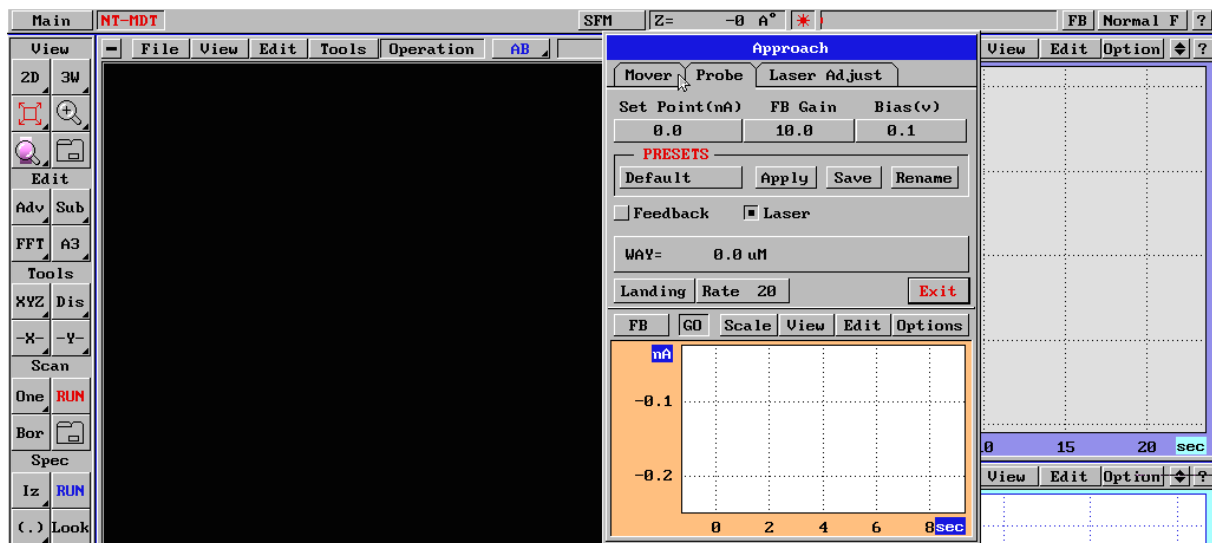 Main NT-MDT SFM Z= -0 A° FB Normal F ?
View - File View Edit Tools Operation AB Approach View Edit Option ?
2D 3W Mover Probe Laser Adjust
Set Point(nA) FB Gain Bias(v)
0.0 10.0 0.1
PRESETS
Edit Default Apply Save Rename
Adv Sub Feedback Laser
FFT A3 WAY= 0.0 uM
Tools
XYZ Dis Landing Rate 20 Exit
-X- -Y- FB GO Scale View Edit Options
Scan nA
One RUN -0.1
Bor 10 15 20 sec
Spec -0.2 View Edit Option ?
Iz RUN
(.) Look 0 2 4 6 8 sec